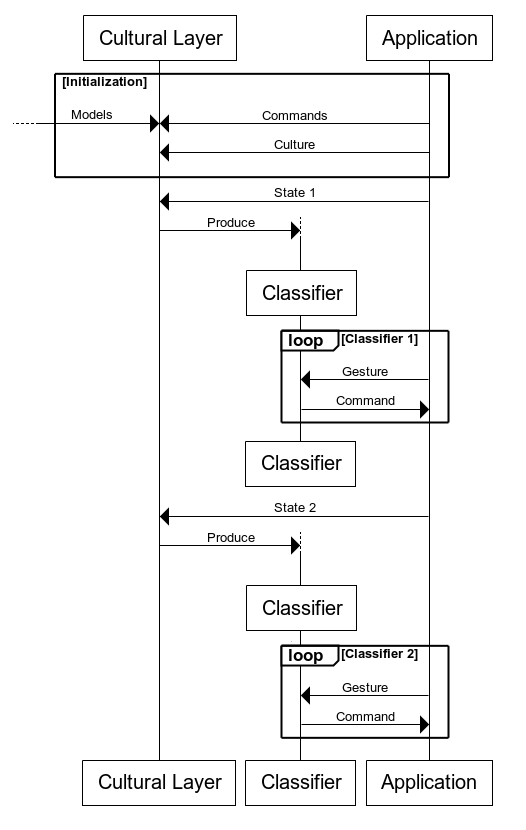 Cultural Layer
Application
[Initialization]
Models
Commands
Culture
State 1
Produce
Classifier
loop [Classifier 1]
Gesture
Command
Classifier
State 2
Produce
Classifier
loop [Classifier 2]
Gesture
Command
Cultural Layer
Classifier
Application